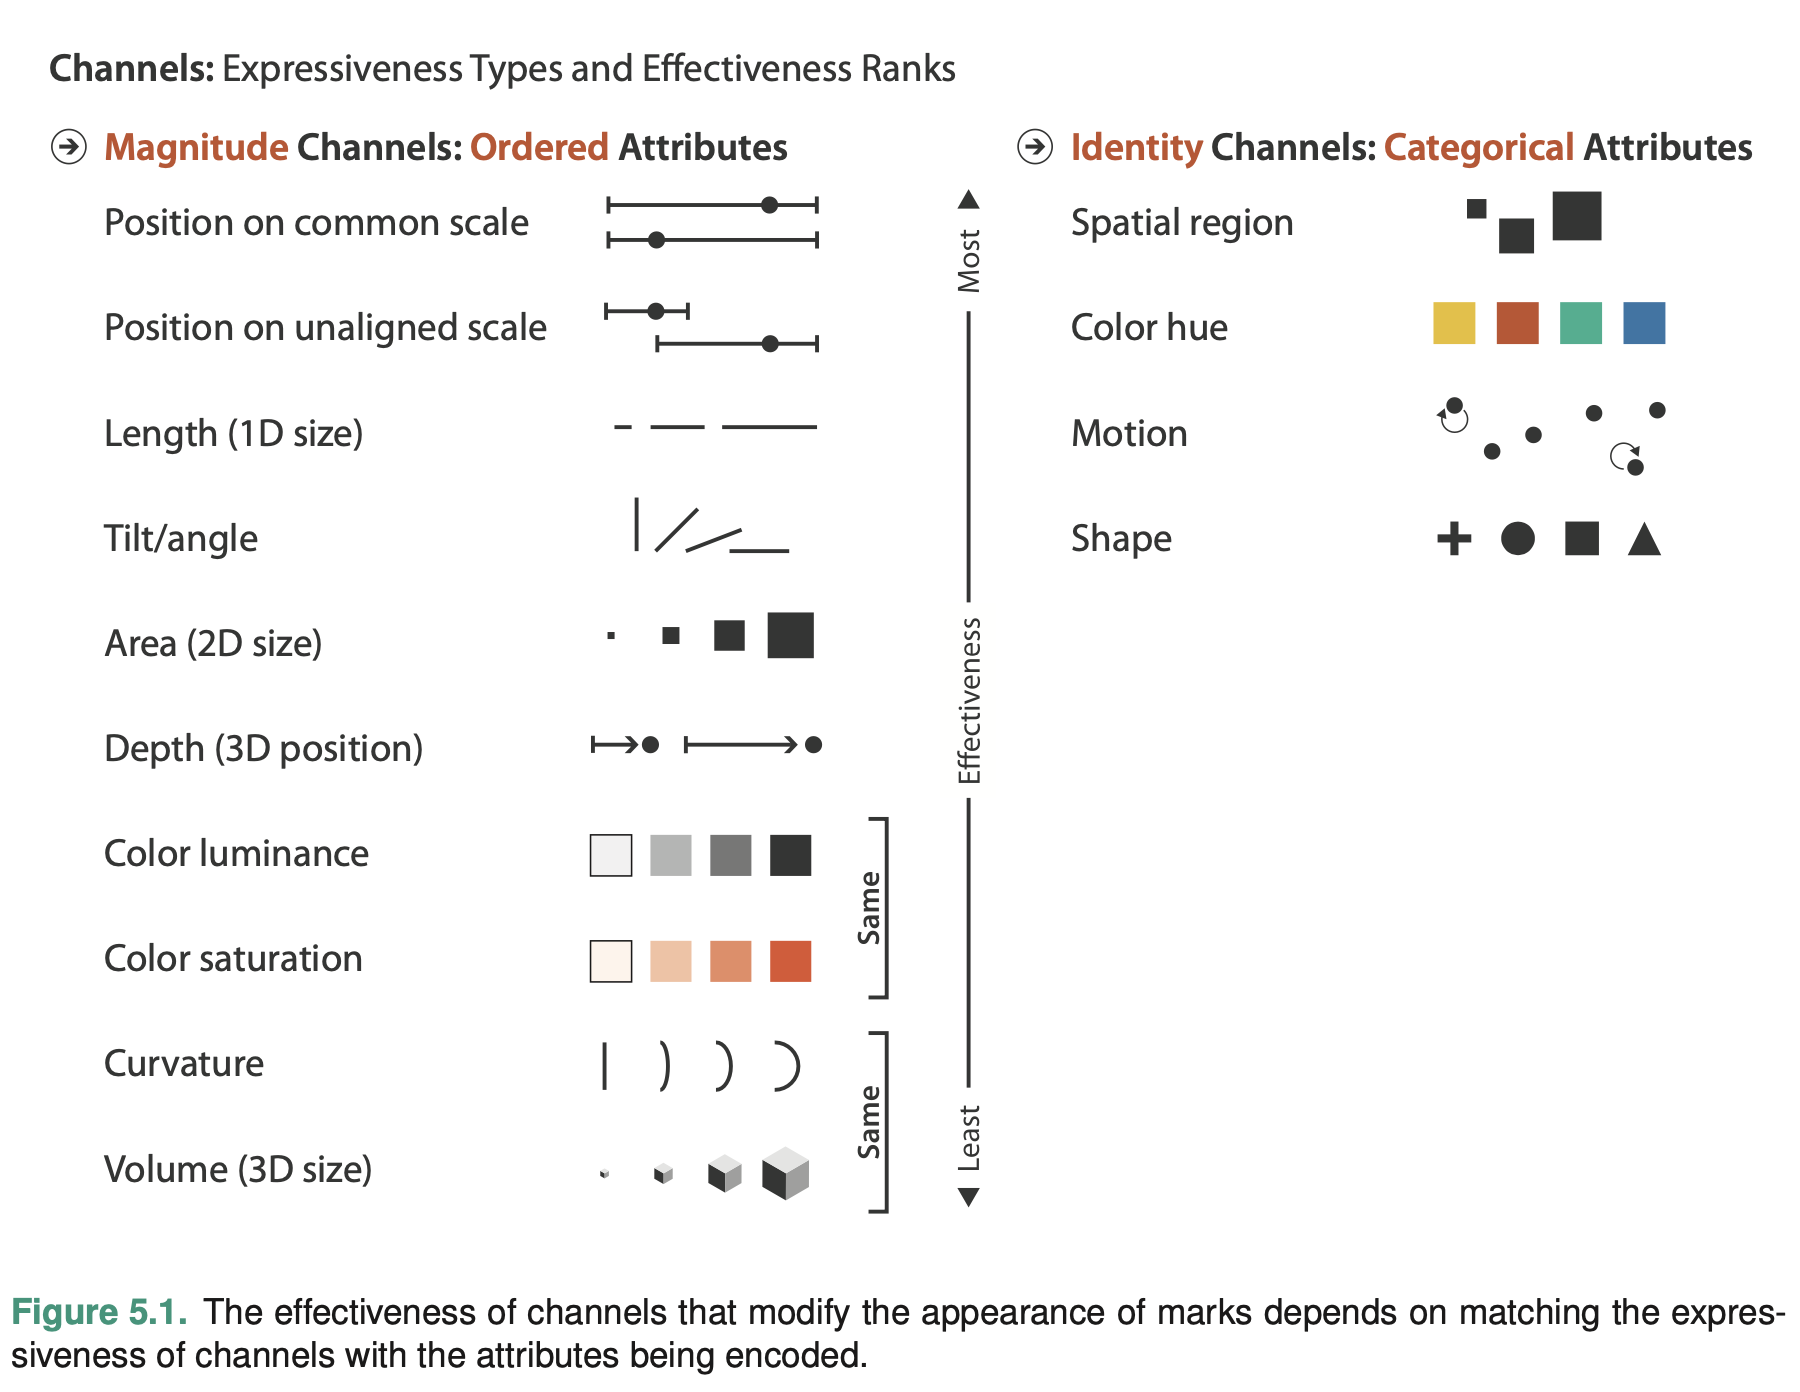 Channels: Expressiveness Types and Effectiveness Ranks
Magnitude Channels: Ordered Attributes
Position on common scale
Position on unaligned scale
Length (1D size)
Tilt/angle
Area (2D size)
Depth (3D position)
Color luminance
Color saturation
Same
Curvature
Volume (3D size)
Same
Most
Effectiveness
Least
Identity Channels: Categorical Attributes
Spatial region
Color hue
Motion
Shape
Figure 5.1. The effectiveness of channels that modify the appearance of marks depends on matching the expres-
siveness of channels with the attributes being encoded.